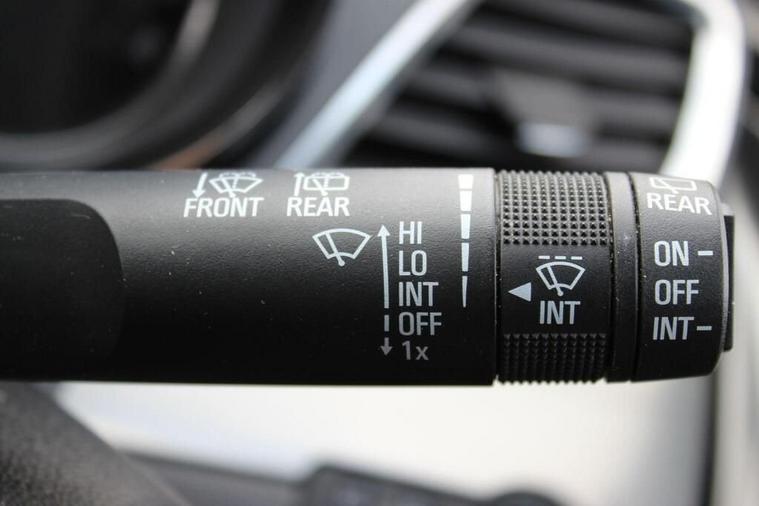 FRONT
REAR
HI
LO
INT
OFF
1x
INT
REAR
ON
OFF
INT